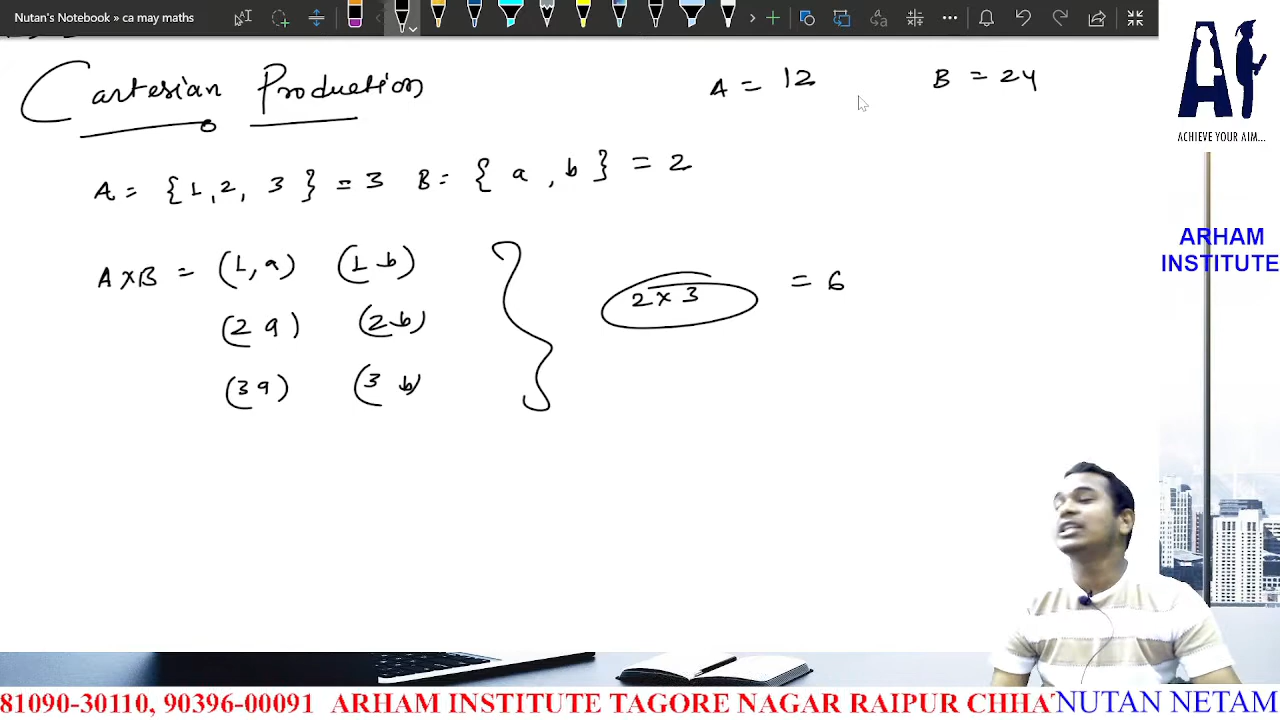 Nutan's Notebook » ca may maths
Cartesian Production
A = 12 B = 24
A = {1,2, 3} = 3 B = {a, b} = 2
A×B = (1, a) (1 b)
2 × 3 = 6
(2 a) (2 b)
(3 a) (3 b)
AI
ACHIEVE YOUR AIM...
ARHAM
INSTITUTE
81090-30110, 90396-00091 ARHAM INSTITUTE TAGORE NAGAR RAIPUR CHHA
NUTAN NETAM